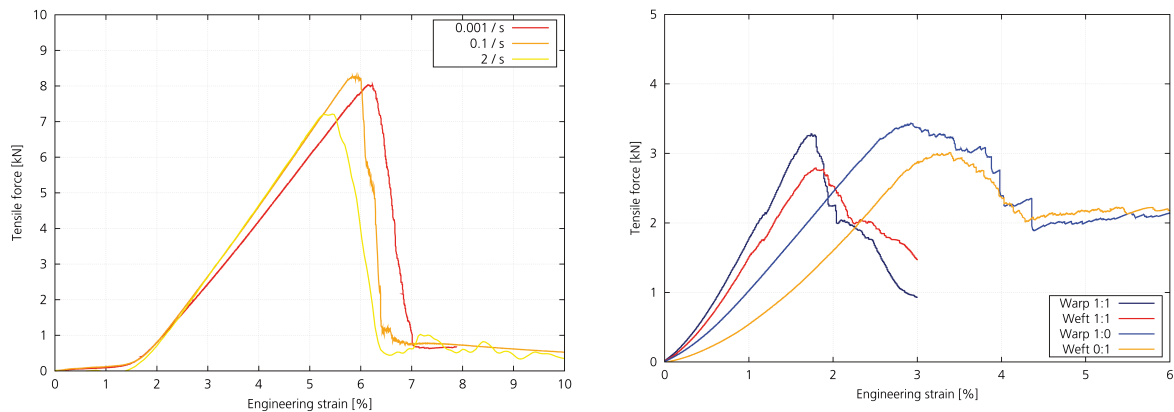 10
9
8
7
6
5
4
3
2
1
0
Tensile force [kN]
0.001 / s
0.1 / s
2 / s
0 1 2 3 4 5 6 7 8 9 10
Engineering strain [%]
5
4
3
2
1
0
Tensile force [kN]
Warp 1:1
Weft 1:1
Warp 1:0
Weft 0:1
0 1 2 3 4 5 6
Engineering strain [%]